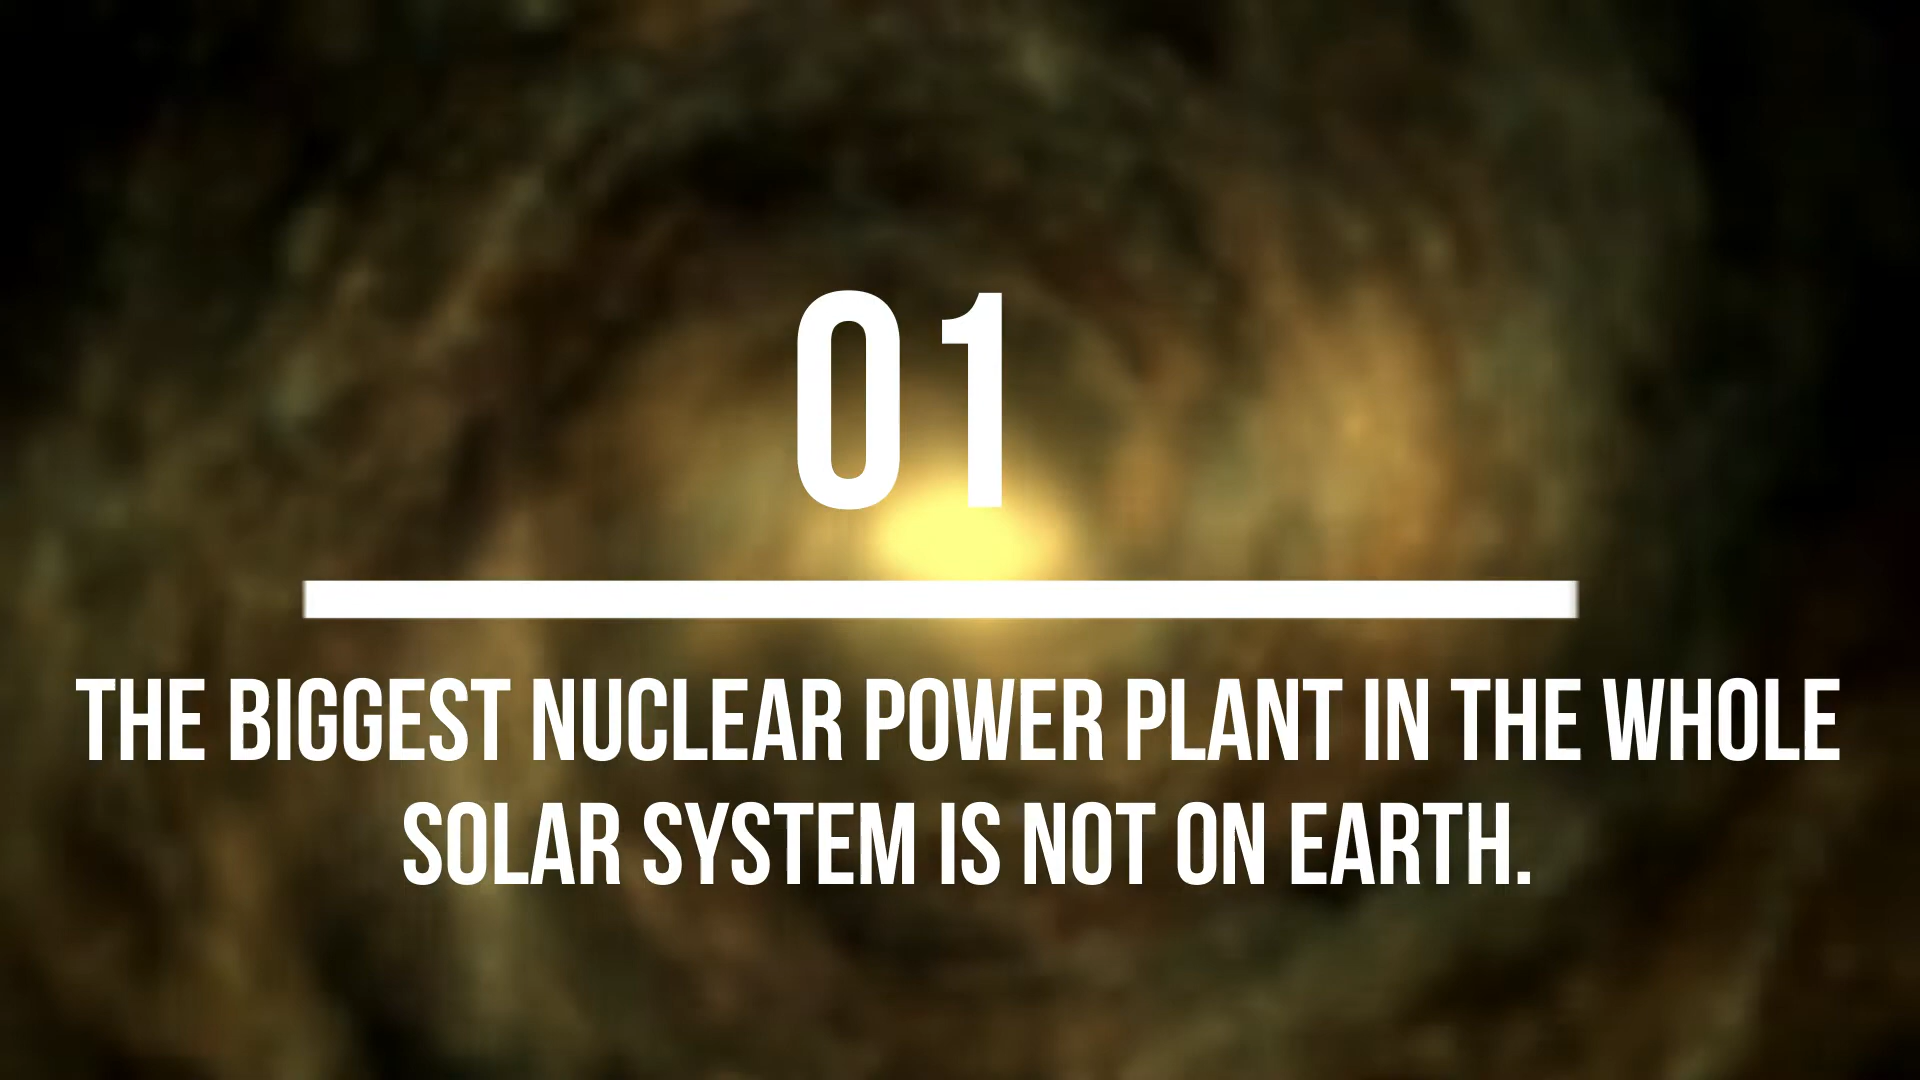 01
THE BIGGEST NUCLEAR POWER PLANT IN THE WHOLE
SOLAR SYSTEM IS NOT ON EARTH.